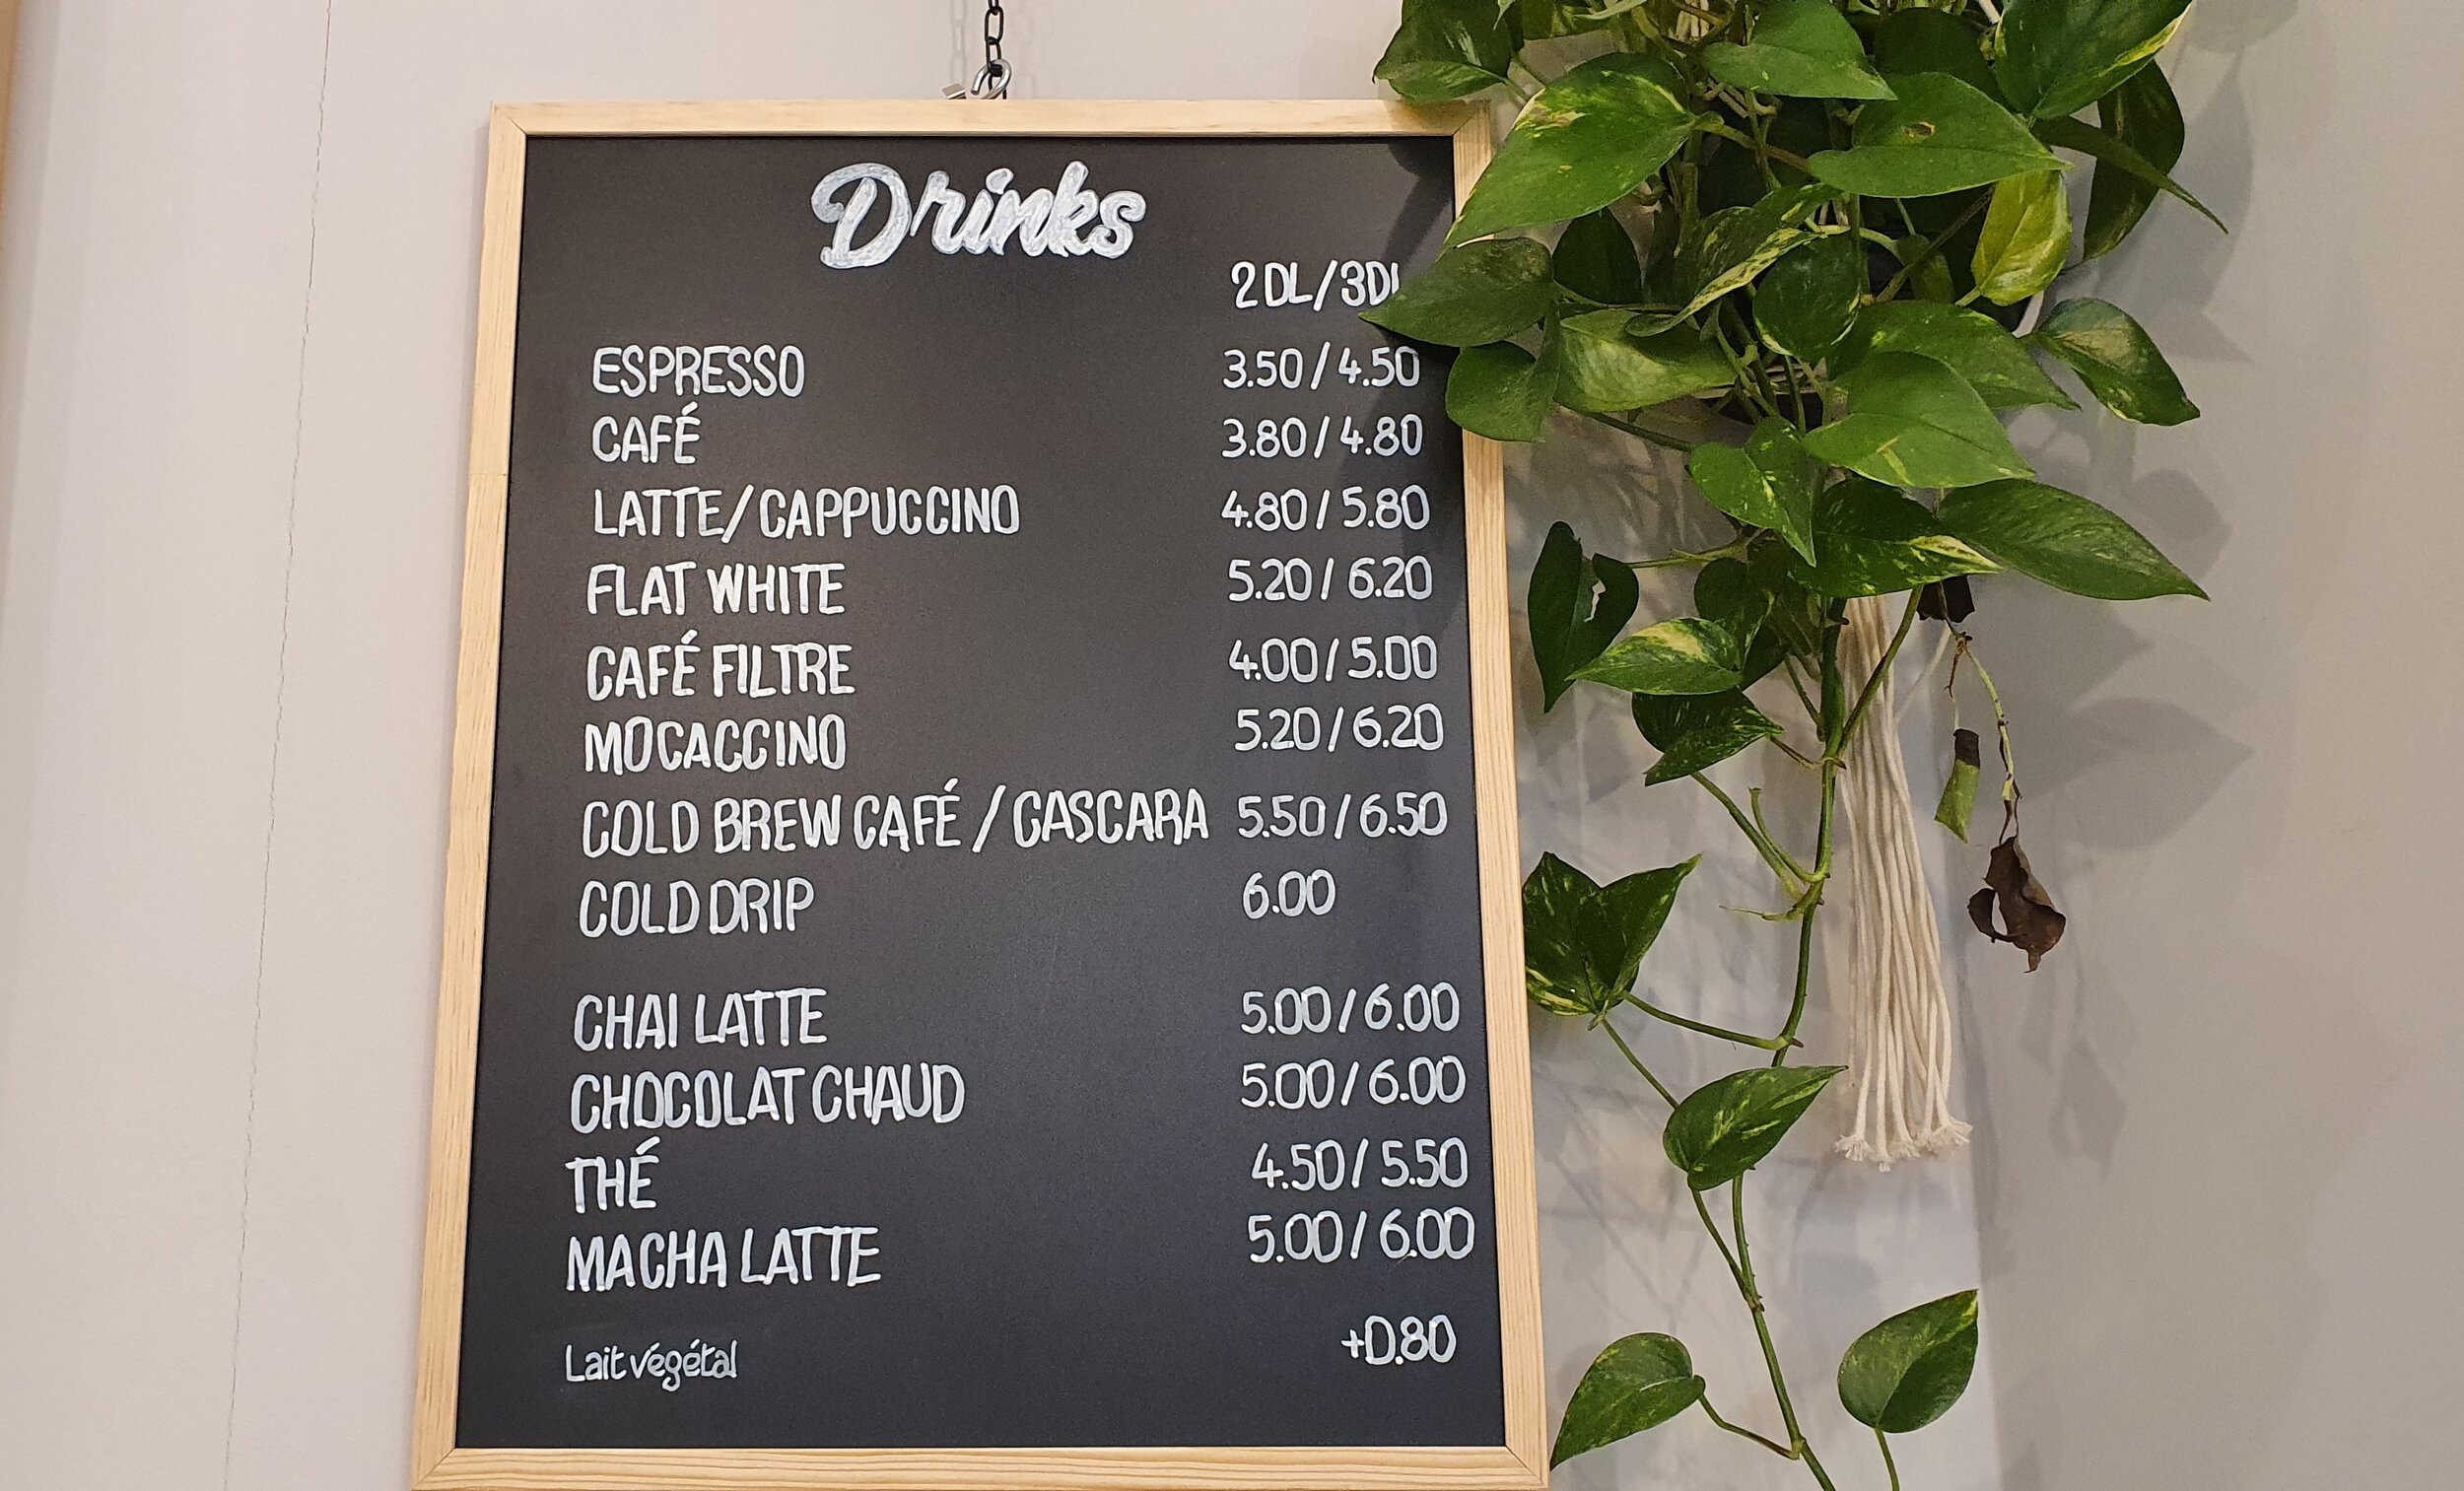 Drinks
2DL/3DL
ESPRESSO 3.50/4.50
CAFÉ 3.80/4.80
LATTE/CAPPUCCINO 4.80/5.80
FLAT WHITE 5.20/6.20
CAFÉ FILTRE 4.00/5.00
MOCACCINO 5.20/6.20
COLD BREW CAFÉ / CASCARA 5.50/6.50
COLD DRIP 6.00
CHAI LATTE 5.00/6.00
CHOCOLAT CHAUD 5.00/6.00
THÉ 4.50/5.50
MACHA LATTE 5.00/6.00
Lait végétal +0.80